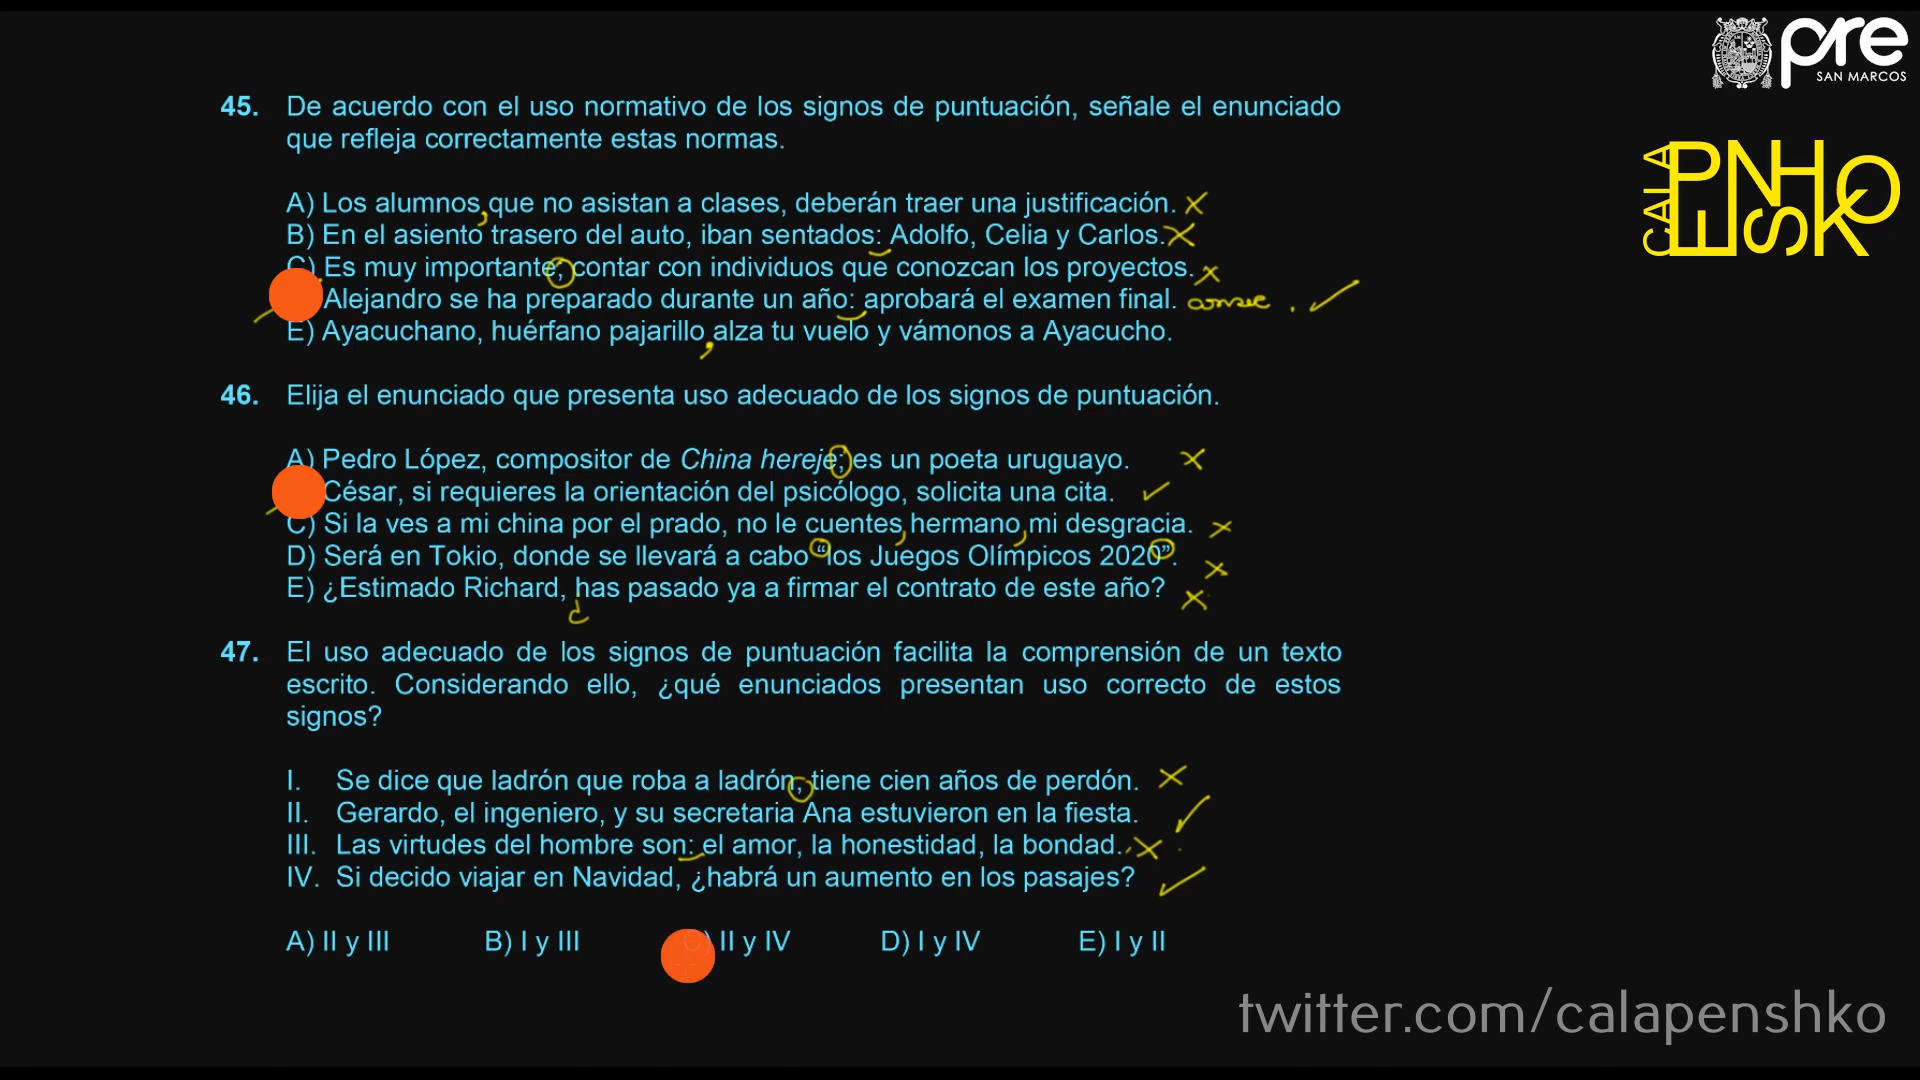 pre
SAN MARCOS
CALA
PENSHKO
45. De acuerdo con el uso normativo de los signos de puntuación, señale el enunciado
que refleja correctamente estas normas.
A) Los alumnos que no asistan a clases, deberán traer una justificación.
B) En el asiento trasero del auto, iban sentados: Adolfo, Celia y Carlos.
C) Es muy importante; contar con individuos que conozcan los proyectos.
Alejandro se ha preparado durante un año: aprobará el examen final.
E) Ayacuchano, huérfano pajarillo alza tu vuelo y vámonos a Ayacucho.
46. Elija el enunciado que presenta uso adecuado de los signos de puntuación.
A) Pedro López, compositor de China hereje; es un poeta uruguayo.
César, si requieres la orientación del psicólogo, solicita una cita.
C) Si la ves a mi china por el prado, no le cuentes hermano mi desgracia.
D) Será en Tokio, donde se llevará a cabo “los Juegos Olímpicos 2020”.
E) ¿Estimado Richard, has pasado ya a firmar el contrato de este año?
47. El uso adecuado de los signos de puntuación facilita la comprensión de un texto
escrito. Considerando ello, ¿qué enunciados presentan uso correcto de estos
signos?
I. Se dice que ladrón que roba a ladrón, tiene cien años de perdón.
II. Gerardo, el ingeniero, y su secretaria Ana estuvieron en la fiesta.
III. Las virtudes del hombre son: el amor, la honestidad, la bondad.
IV. Si decido viajar en Navidad, ¿habrá un aumento en los pasajes?
A) II y III B) I y III C) II y IV D) I y IV E) I y II
twitter.com/calapenshko